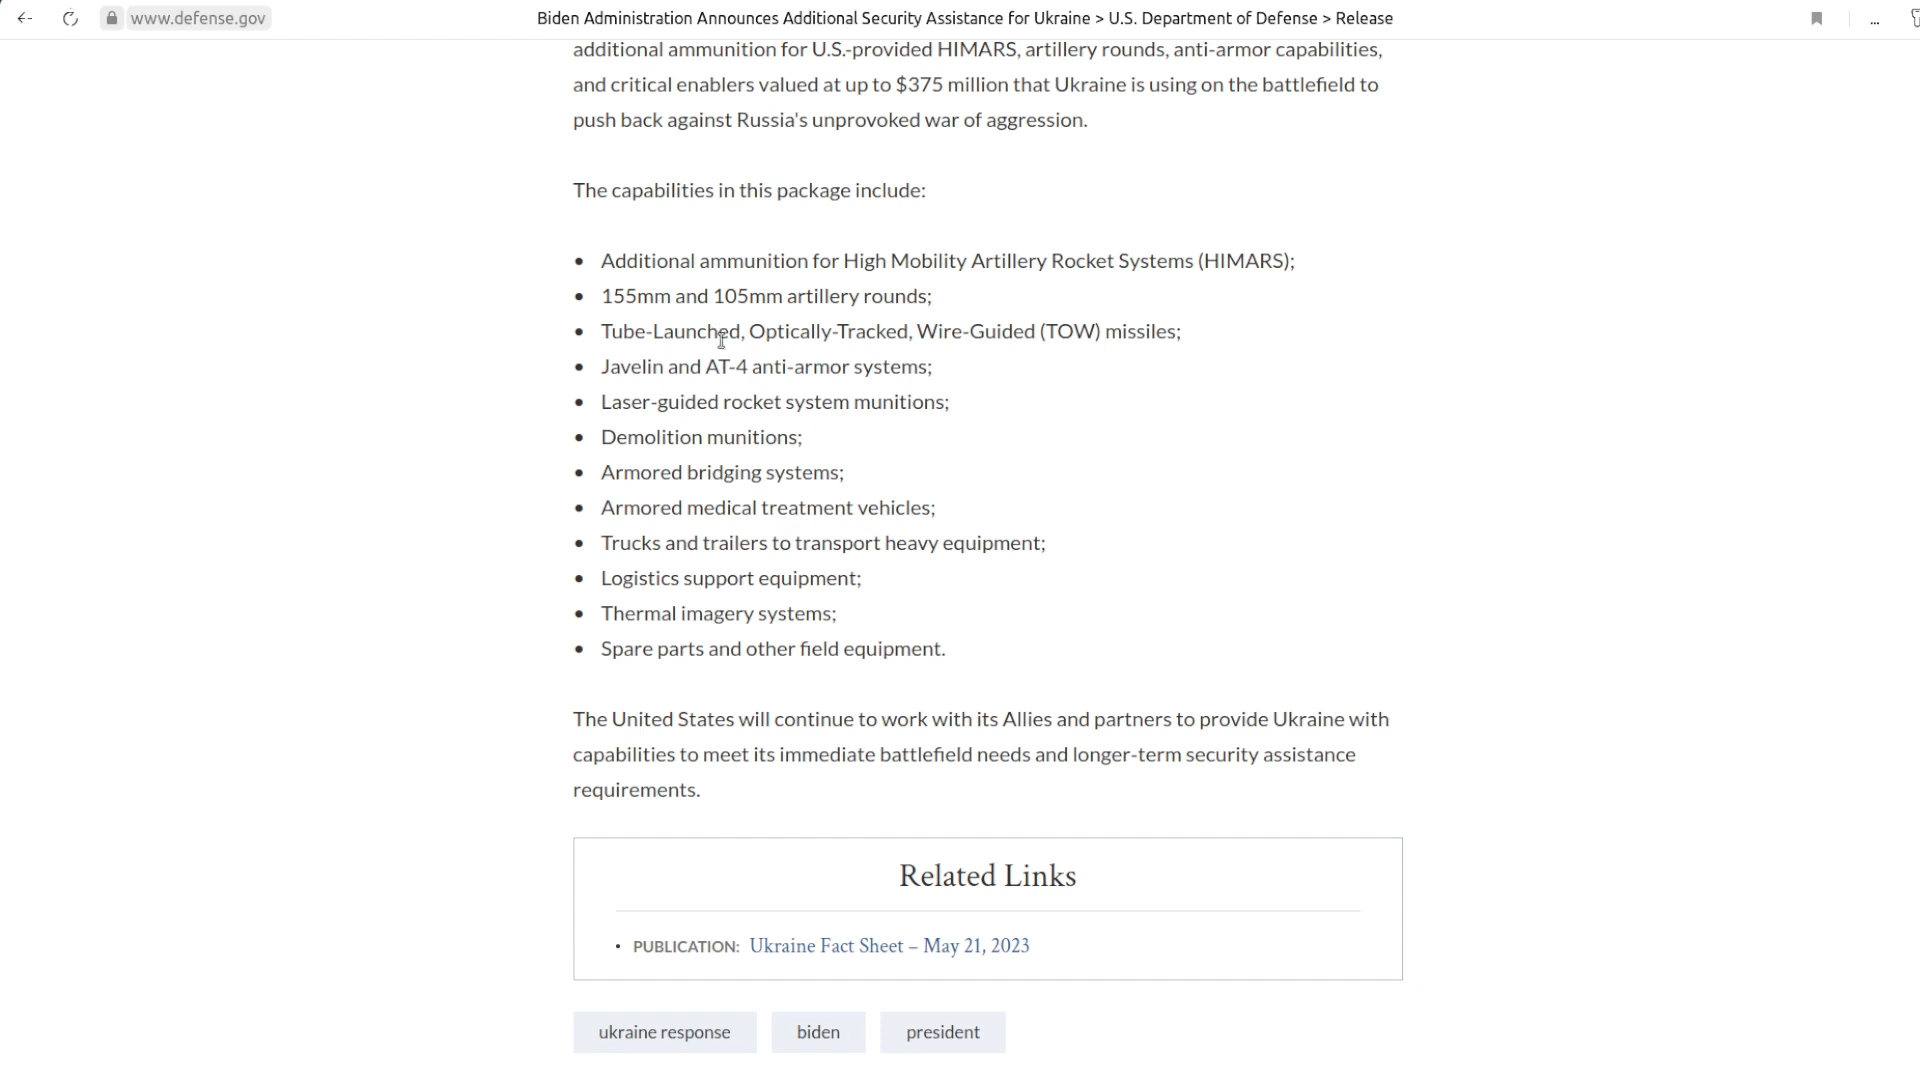 www.defense.gov
Biden Administration Announces Additional Security Assistance for Ukraine > U.S. Department of Defense > Release
additional ammunition for U.S.-provided HIMARS, artillery rounds, anti-armor capabilities,
and critical enablers valued at up to $375 million that Ukraine is using on the battlefield to
push back against Russia's unprovoked war of aggression.
The capabilities in this package include:
• Additional ammunition for High Mobility Artillery Rocket Systems (HIMARS);
• 155mm and 105mm artillery rounds;
• Tube-Launched, Optically-Tracked, Wire-Guided (TOW) missiles;
• Javelin and AT-4 anti-armor systems;
• Laser-guided rocket system munitions;
• Demolition munitions;
• Armored bridging systems;
• Armored medical treatment vehicles;
• Trucks and trailers to transport heavy equipment;
• Logistics support equipment;
• Thermal imagery systems;
• Spare parts and other field equipment.
The United States will continue to work with its Allies and partners to provide Ukraine with
capabilities to meet its immediate battlefield needs and longer-term security assistance
requirements.
Related Links
• PUBLICATION: Ukraine Fact Sheet – May 21, 2023
ukraine response biden president